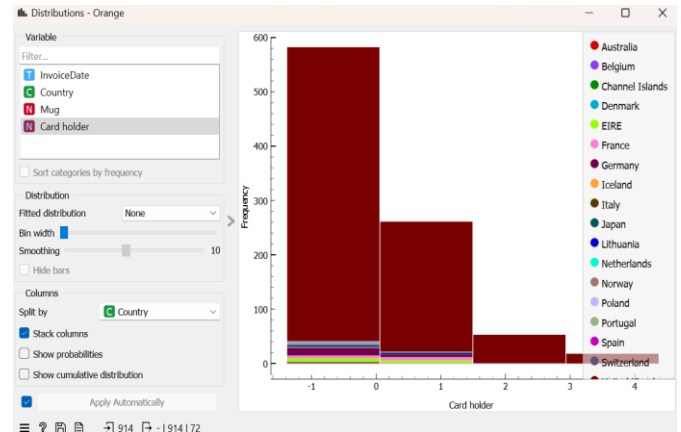 Distributions - Orange
Variable
Filter...
T InvoiceDate
C Country
N Mug
N Card holder
Sort categories by frequency
Distribution
Fitted distribution None
Bin width
Smoothing 10
Hide bars
Columns
Split by C Country
Stack columns
Show probabilities
Show cumulative distribution
Apply Automatically
914 - | 914 | 72
600
500
400
300
200
100
0
Frequency
-1 0 1 2 3 4
Card holder
Australia
Belgium
Channel Islands
Denmark
EIRE
France
Germany
Iceland
Italy
Japan
Lithuania
Netherlands
Norway
Poland
Portugal
Spain
Switzerland